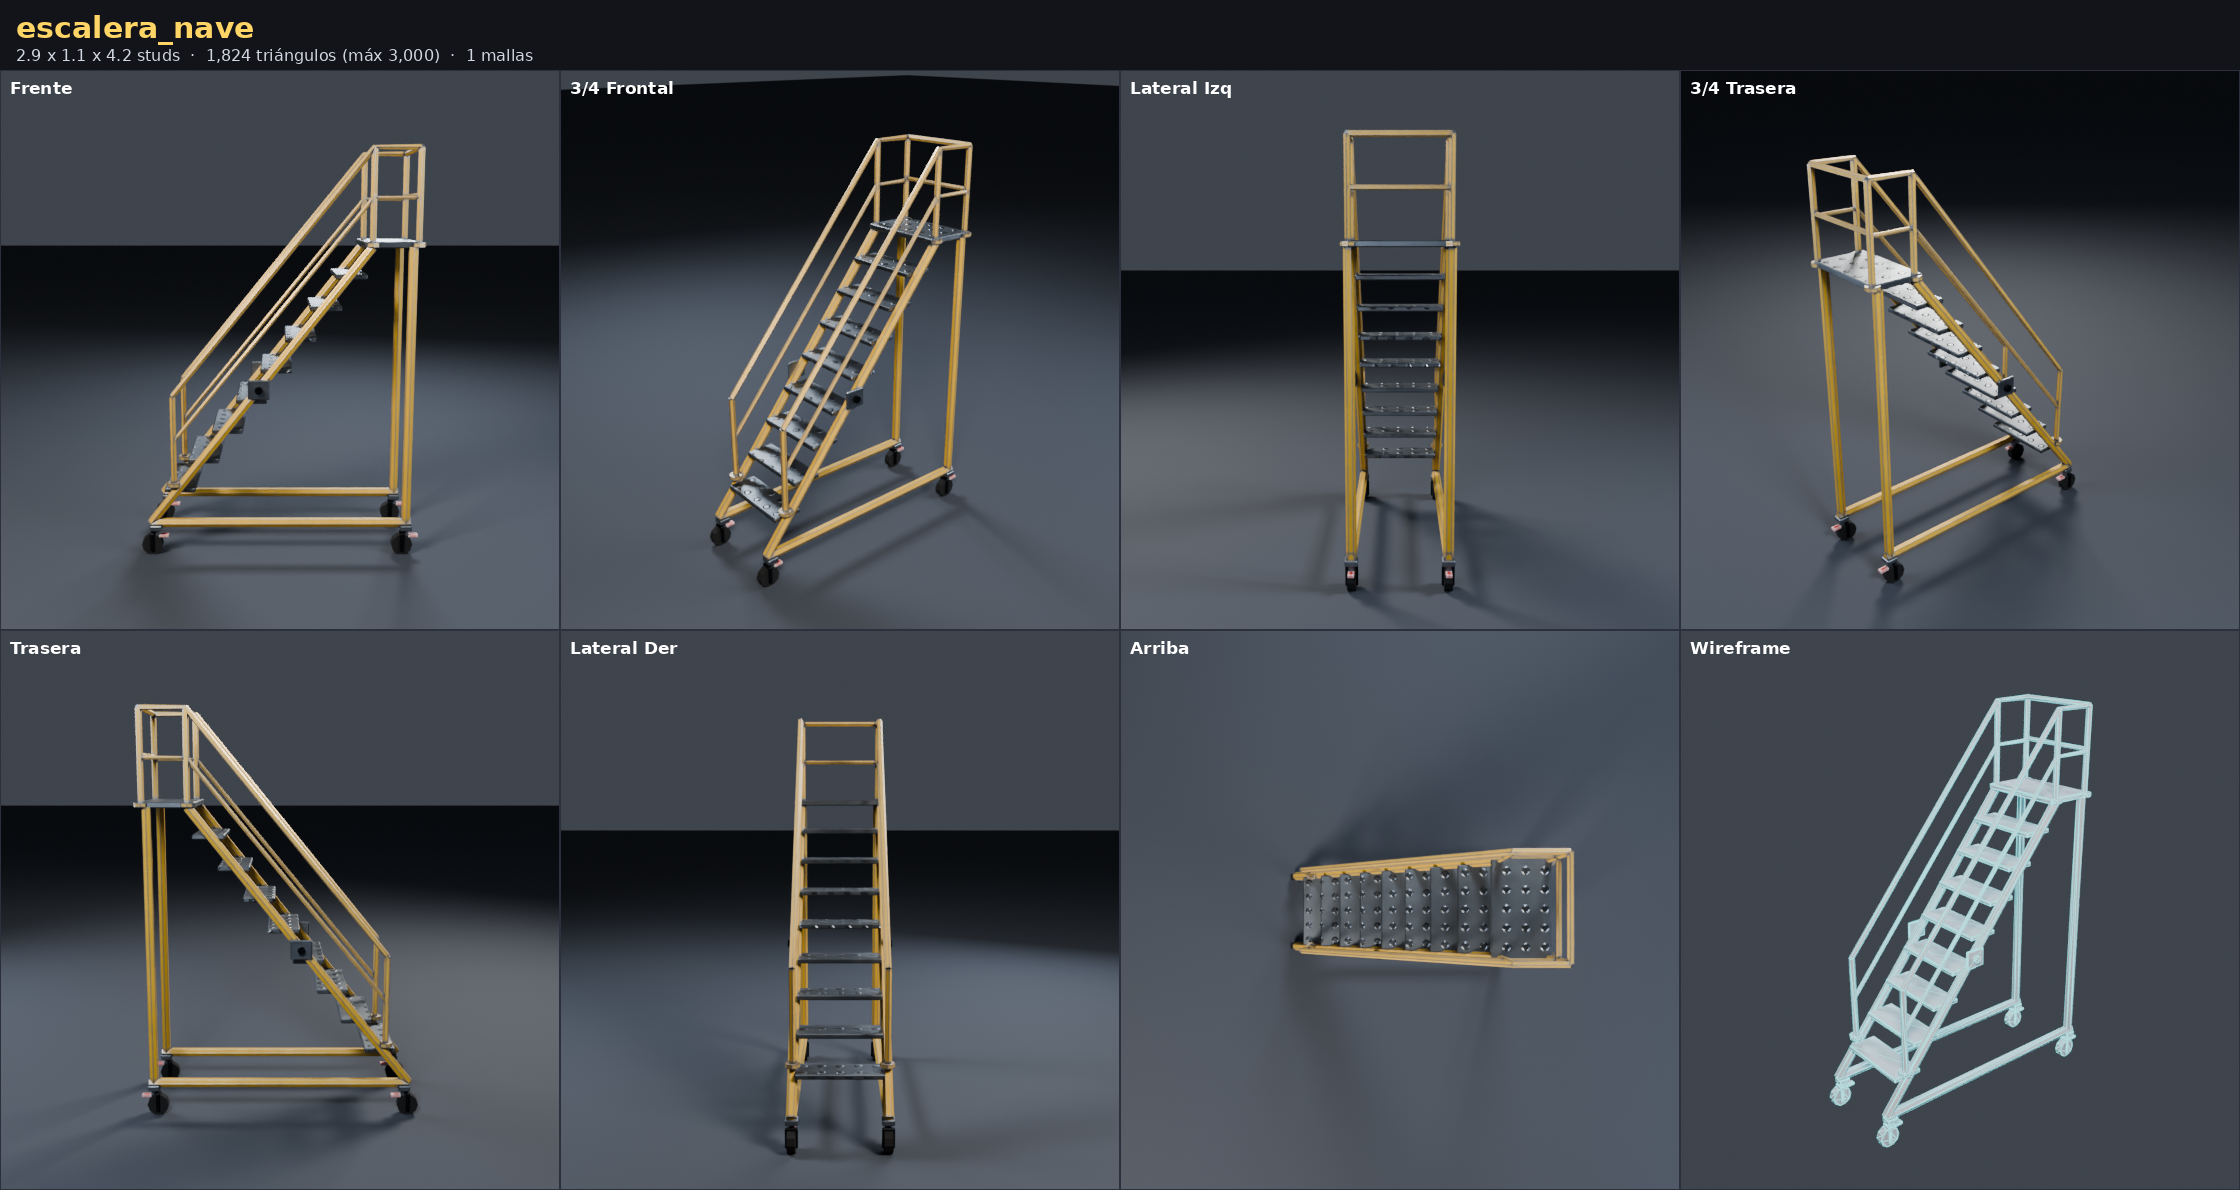 escalera_nave
2.9 x 1.1 x 4.2 studs · 1,824 triángulos (máx 3,000) · 1 mallas
Frente
3/4 Frontal
Lateral Izq
3/4 Trasera
Trasera
Lateral Der
Arriba
Wireframe